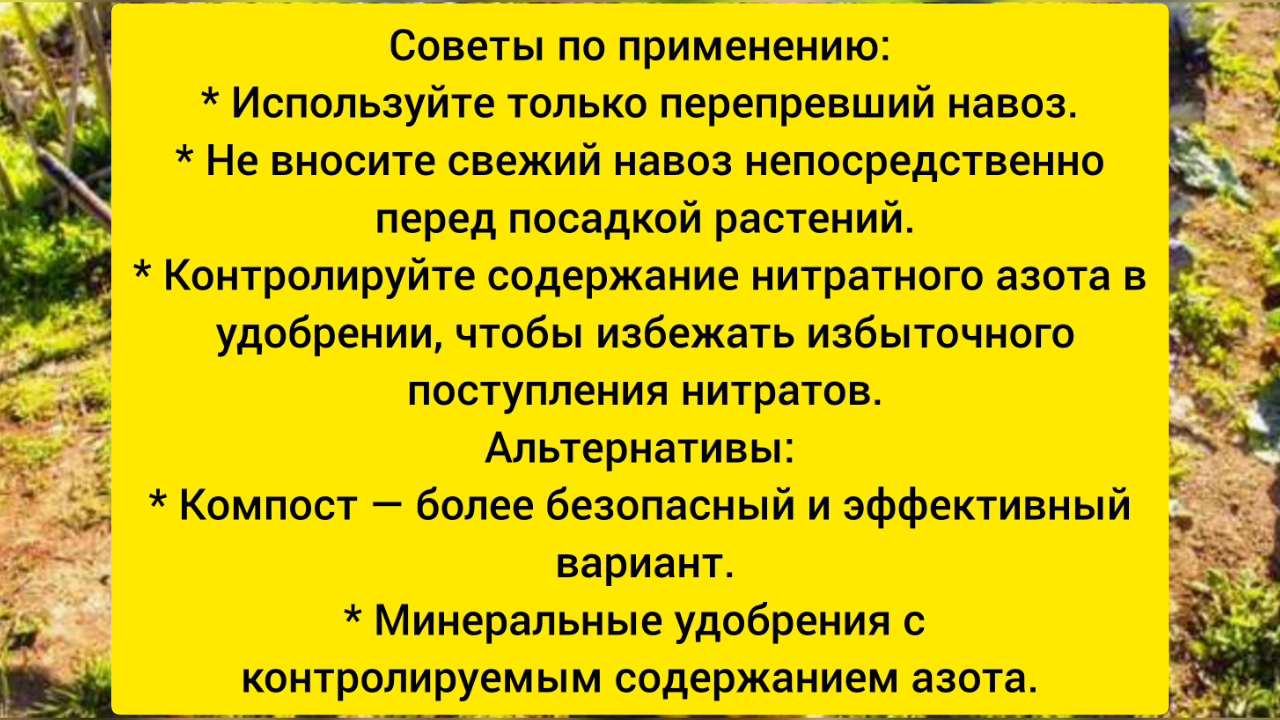 Советы по применению:
* Используйте только перепревший навоз.
* Не вносите свежий навоз непосредственно
перед посадкой растений.
* Контролируйте содержание нитратного азота в
удобрении, чтобы избежать избыточного
поступления нитратов.
Альтернативы:
* Компост — более безопасный и эффективный
вариант.
* Минеральные удобрения с
контролируемым содержанием азота.